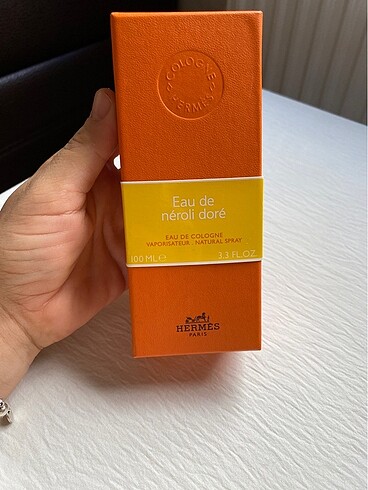 COLOGNE
HERMÈS
Eau de
néroli doré
EAU DE COLOGNE
VAPORISATEUR . NATURAL SPRAY
100 ML℮ 3.3 FL.OZ
HERMÈS
PARIS